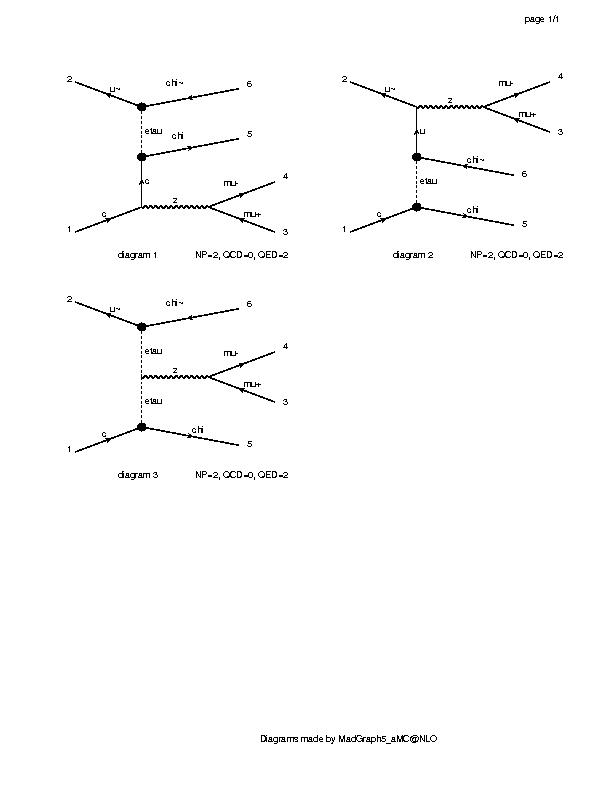 page 1/1
2
u~
chi~
6
etau
chi
5
c
mu-
4
z
c
mu+
1
3
diagram 1 NP=2, QCD=0, QED=2
2
u~
mu-
4
z
mu+
u
3
chi~
6
etau
c
chi
1
5
diagram 2 NP=2, QCD=0, QED=2
2
u~
chi~
6
etau
mu-
4
z
mu+
etau
3
c
chi
1
5
diagram 3 NP=2, QCD=0, QED=2
Diagrams made by MadGraph5_aMC@NLO